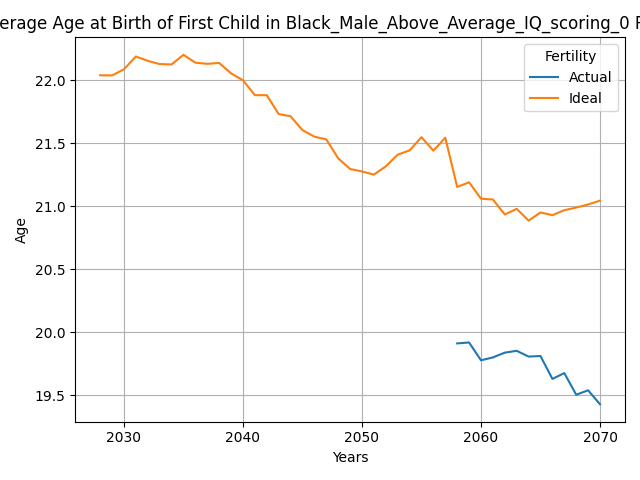 erage Age at Birth of First Child in Black_Male_Above_Average_IQ_scoring_0
Fertility
Actual
Ideal
22.0
21.5
21.0
20.5
20.0
19.5
Age
2030 2040 2050 2060 2070
Years